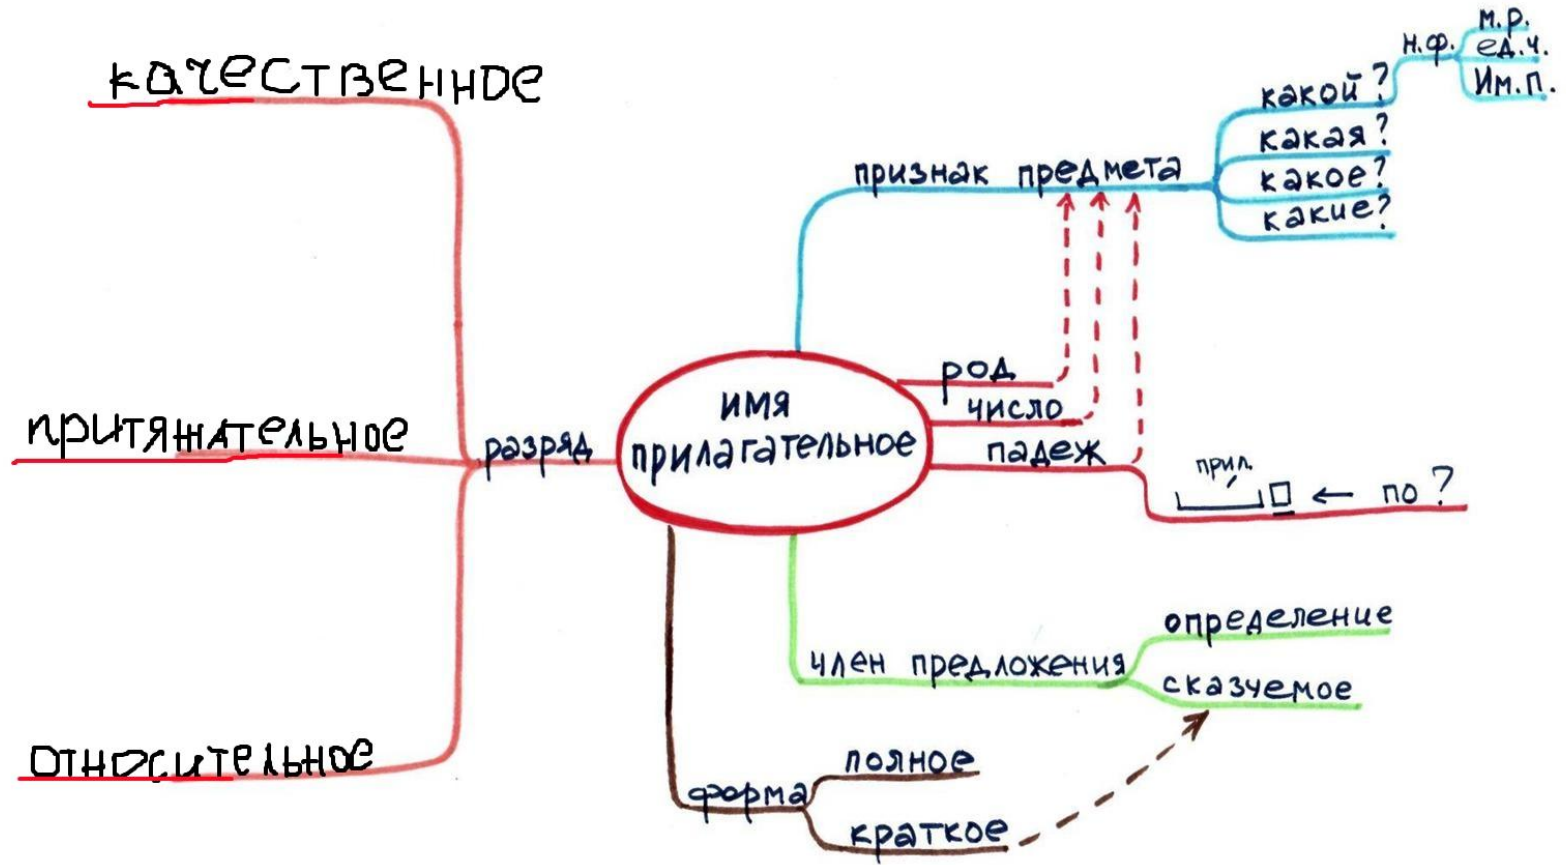 качественное
притяжательное
относительное
разряд
имя
прилагательное
признак предмета
какой?
какая?
какое?
какие?
н.ф.
м.р.
ед.ч.
Им.п.
род
число
падеж
прил.
← по?
член предложения
определение
сказуемое
форма
полное
краткое